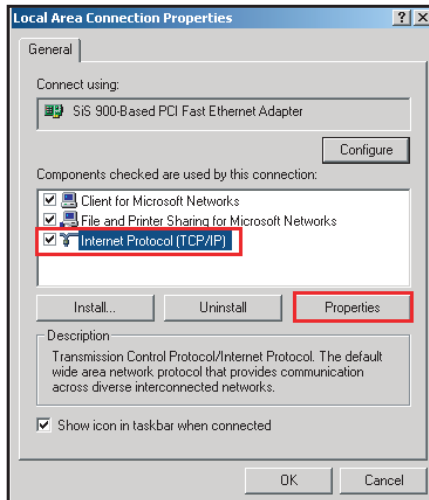 Local Area Connection Properties
General
Connect using:
SiS 900-Based PCI Fast Ethernet Adapter
Configure
Components checked are used by this connection:
Client for Microsoft Networks
File and Printer Sharing for Microsoft Networks
Internet Protocol (TCP/IP)
Install...
Uninstall
Properties
Description
Transmission Control Protocol/Internet Protocol. The default
wide area network protocol that provides communication
across diverse interconnected networks.
Show icon in taskbar when connected
OK
Cancel